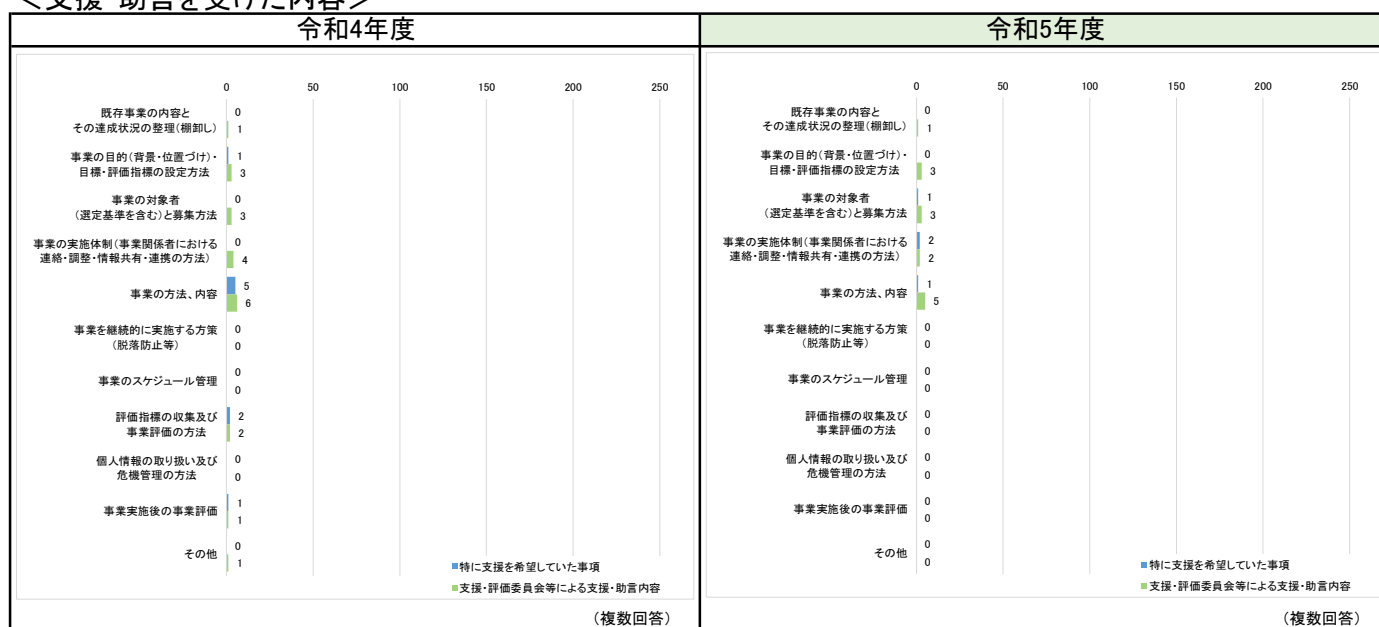 ＜支援・助言を受けた内容＞
令和4年度
0 50 100 150 200 250
既存事業の内容と
その達成状況の整理（棚卸し）
0
1
事業の目的（背景・位置づけ）・
目標・評価指標の設定方法
1
3
事業の対象者
（選定基準を含む）と募集方法
0
3
事業の実施体制（事業関係者における
連絡・調整・情報共有・連携の方法）
0
4
事業の方法、内容
5
6
事業を継続的に実施する方策
（脱落防止等）
0
0
事業のスケジュール管理
0
0
評価指標の収集及び
事業評価の方法
2
2
個人情報の取り扱い及び
危機管理の方法
0
0
事業実施後の事業評価
1
1
その他
0
1
特に支援を希望していた事項
支援・評価委員会等による支援・助言内容
（複数回答）
令和5年度
0 50 100 150 200 250
既存事業の内容と
その達成状況の整理（棚卸し）
0
1
事業の目的（背景・位置づけ）・
目標・評価指標の設定方法
0
3
事業の対象者
（選定基準を含む）と募集方法
1
3
事業の実施体制（事業関係者における
連絡・調整・情報共有・連携の方法）
2
2
事業の方法、内容
1
5
事業を継続的に実施する方策
（脱落防止等）
0
0
事業のスケジュール管理
0
0
評価指標の収集及び
事業評価の方法
0
0
個人情報の取り扱い及び
危機管理の方法
0
0
事業実施後の事業評価
0
0
その他
0
0
特に支援を希望していた事項
支援・評価委員会等による支援・助言内容
（複数回答）